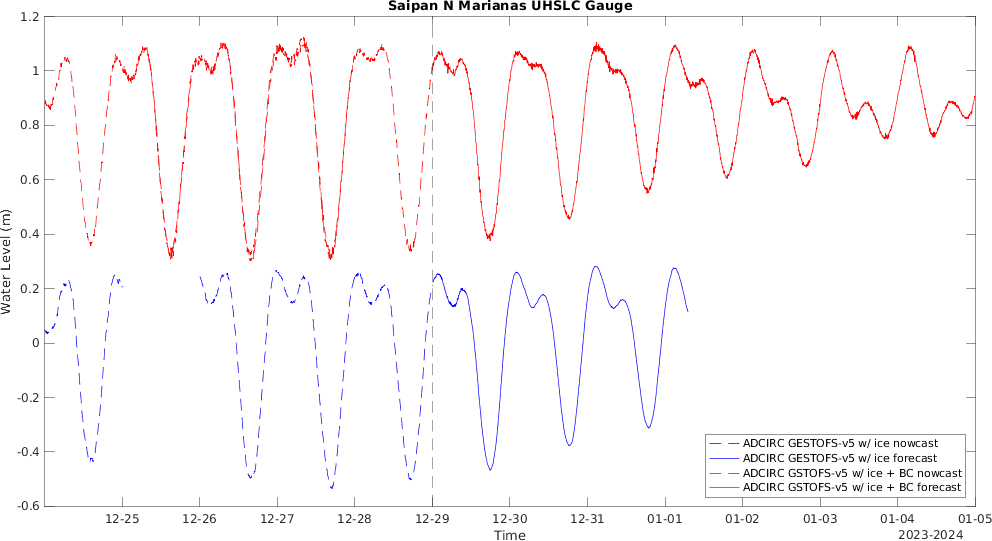 Saipan N Marianas UHSLC Gauge
1.2
1
0.8
0.6
0.4
0.2
0
-0.2
-0.4
-0.6
Water Level (m)
ADCIRC GESTOFS-v5 w/ ice nowcast
ADCIRC GESTOFS-v5 w/ ice forecast
ADCIRC GSTOFS-v5 w/ ice + BC nowcast
ADCIRC GSTOFS-v5 w/ ice + BC forecast
12-25 12-26 12-27 12-28 12-29 12-30 12-31 01-01 01-02 01-03 01-04 01-05
Time
2023-2024